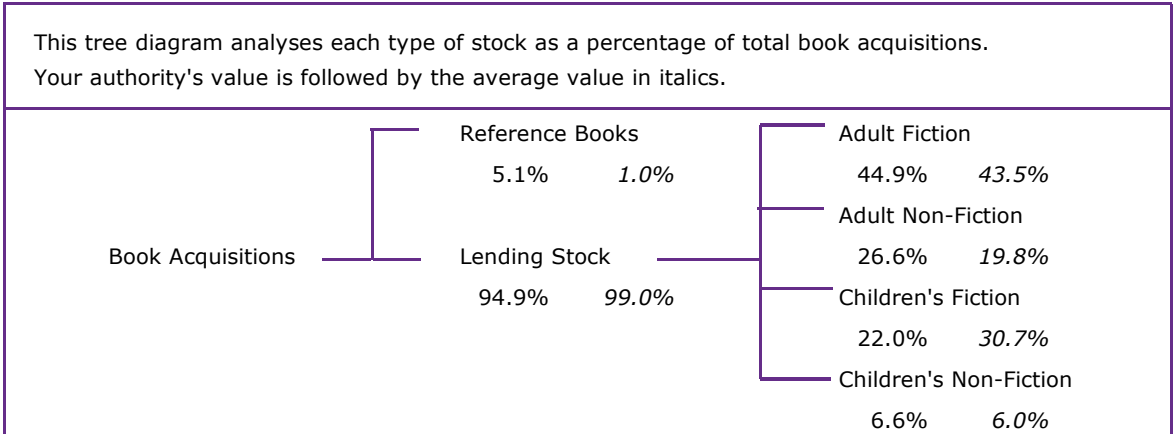 This tree diagram analyses each type of stock as a percentage of total book acquisitions.
Your authority's value is followed by the average value in italics.
Reference Books
5.1% 1.0%
Book Acquisitions
Lending Stock
94.9% 99.0%
Adult Fiction
44.9% 43.5%
Adult Non-Fiction
26.6% 19.8%
Children's Fiction
22.0% 30.7%
Children's Non-Fiction
6.6% 6.0%